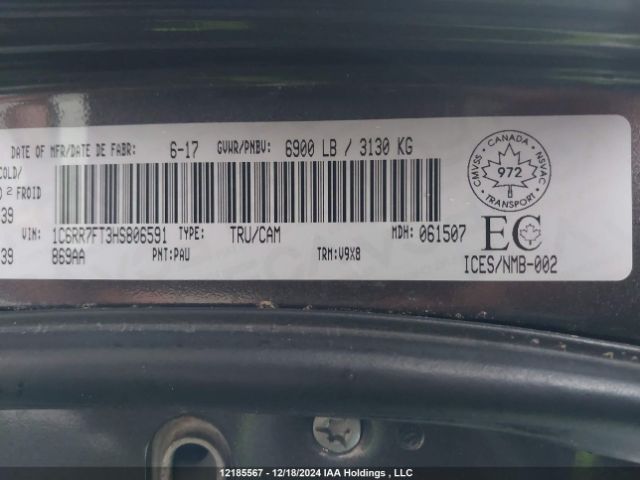 DATE OF MFR/DATE DE FABR: 6-17 GVWR/PNBV: 6900 LB / 3130 KG
COLD/
2 FROID
39
VIN: 1C6RR7FT3HS806591 TYPE: TRU/CAM MDH: 061507
39 869AA PNT:PAU TRM:V9X8
CMVSS CANADA NSVAC
972
TRANSPORT
EC
ICES/NMB-002
12185567 - 12/18/2024 IAA Holdings , LLC